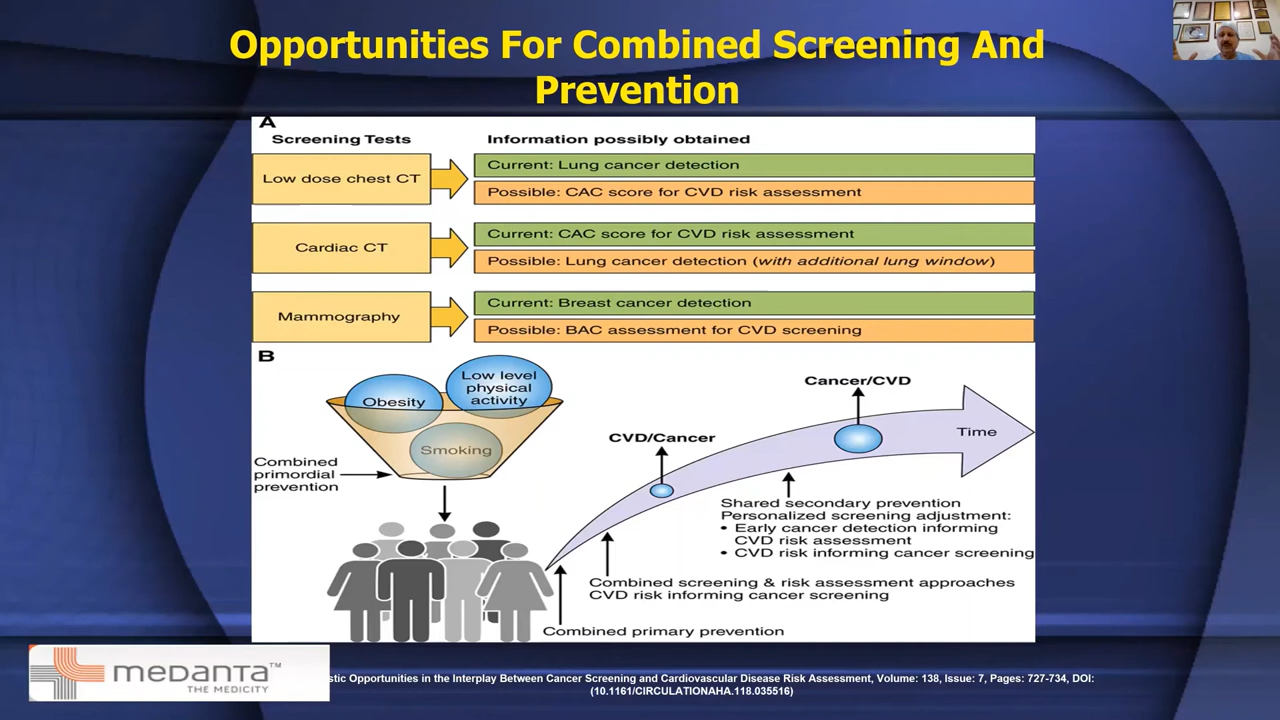 Opportunities For Combined Screening And
Prevention
A
Screening Tests
Information possibly obtained
Low dose chest CT
Current: Lung cancer detection
Possible: CAC score for CVD risk assessment
Cardiac CT
Current: CAC score for CVD risk assessment
Possible: Lung cancer detection (with additional lung window)
Mammography
Current: Breast cancer detection
Possible: BAC assessment for CVD screening
B
Obesity
Low level
physical
activity
Smoking
Combined
primordial
prevention
CVD/Cancer
Cancer/CVD
Time
Shared secondary prevention
Personalized screening adjustment:
• Early cancer detection informing
CVD risk assessment
• CVD risk informing cancer screening
Combined screening & risk assessment approaches
CVD risk informing cancer screening
Combined primary prevention
medanta™
THE MEDICITY
stic Opportunities in the Interplay Between Cancer Screening and Cardiovascular Disease Risk Assessment, Volume: 138, Issue: 7, Pages: 727-734, DOI:
(10.1161/CIRCULATIONAHA.118.035516)